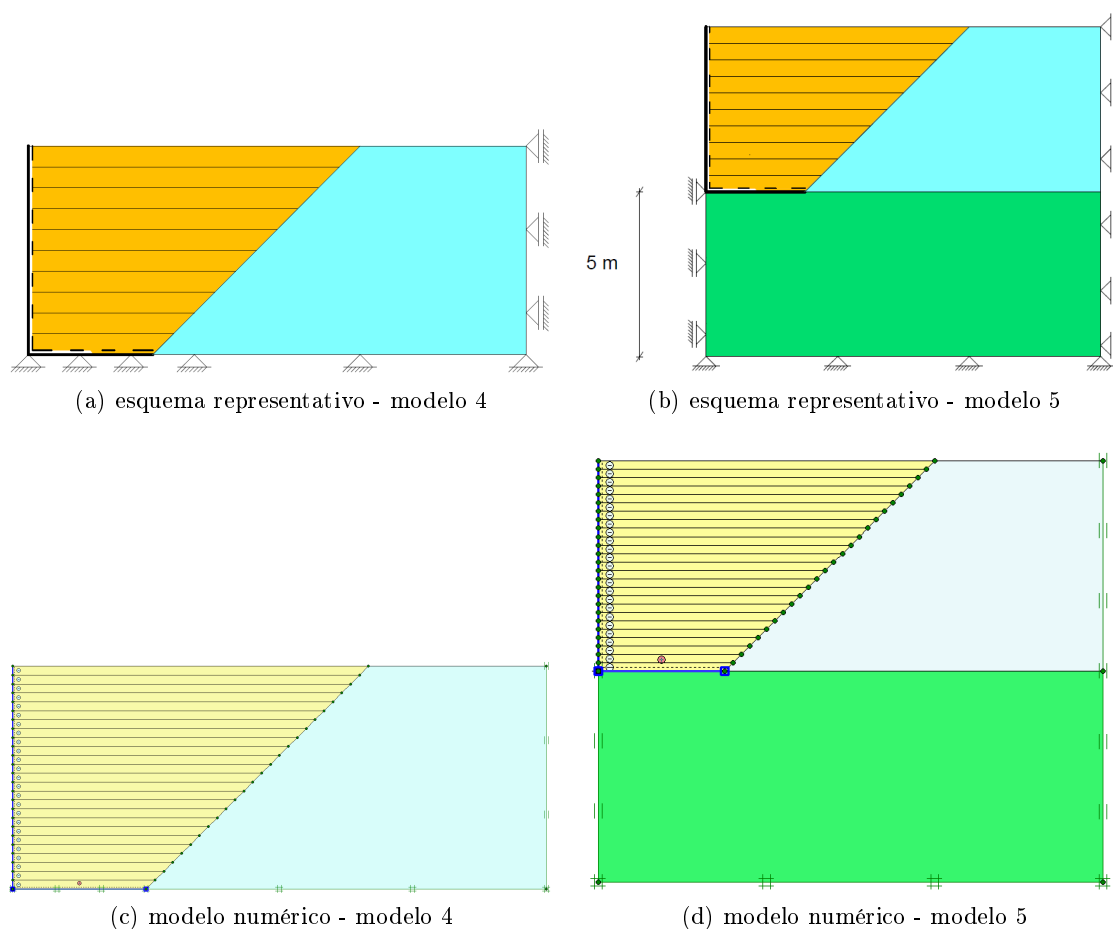 5 m
(a) esquema representativo - modelo 4
(b) esquema representativo - modelo 5
(c) modelo numérico - modelo 4
(d) modelo numérico - modelo 5